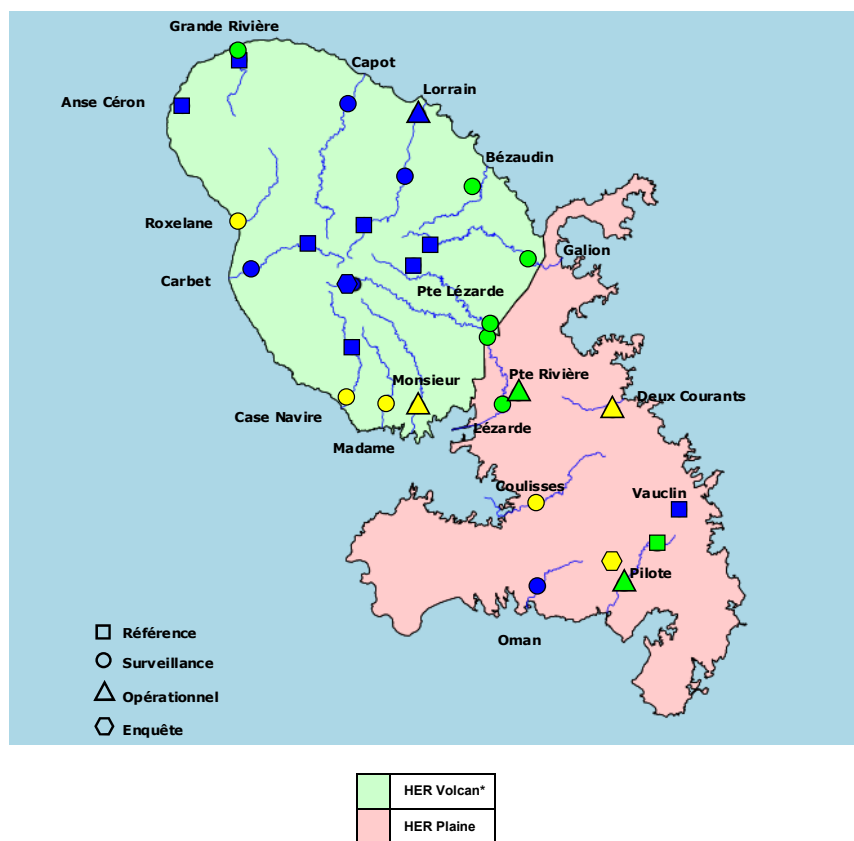 Grande Rivière
Capot
Lorrain
Anse Céron
Bézaudin
Roxelane
Galion
Carbet
Pte Lézarde
Monsieur
Pte Rivière
Deux Courants
Case Navire
Lézarde
Madame
Coulisses
Vauclin
Pilote
Oman
Référence
Surveillance
Opérationnel
Enquête
HER Volcan*
HER Plaine